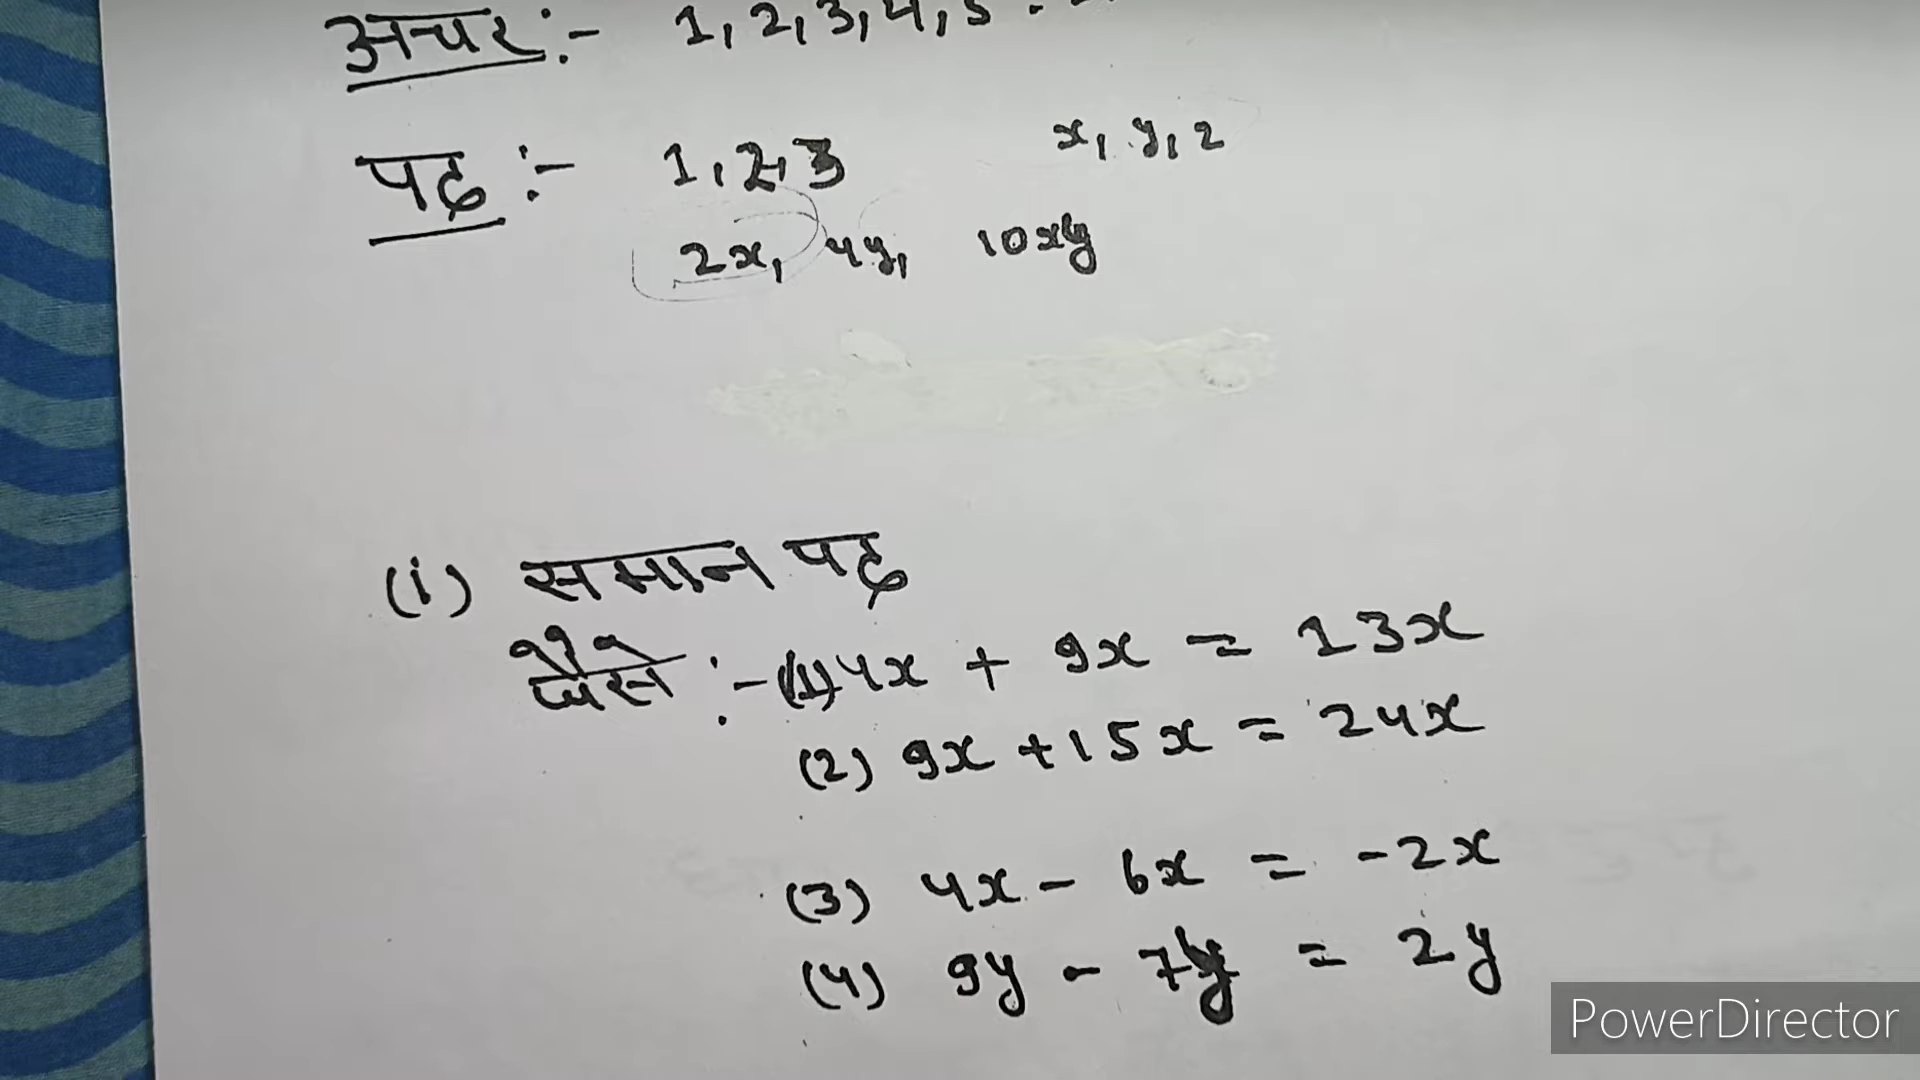 अचर :- 1, 2, 3, 4, 5
पद :- 1, 2, 3 x, y, z
2x, 4y, 10xy
(i) समान पद
जैसे :- (1) 4x + 9x = 13x
(2) 9x + 15x = 24x
(3) 4x - 6x = -2x
(4) 9y - 7y = 2y
PowerDirector